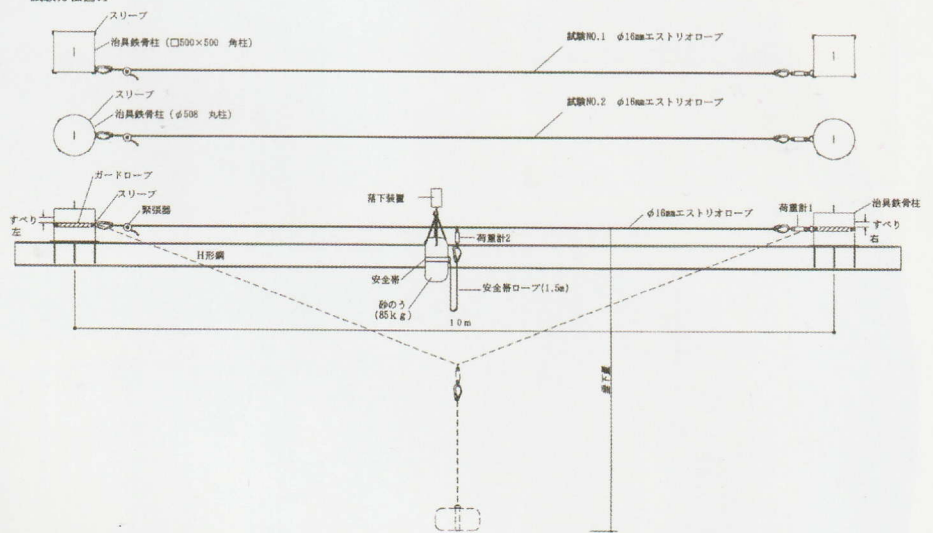 スリーブ
治具鉄骨柱 (□500×500 角柱)
試験NO.1 φ16mmエストリオロープ
スリーブ
治具鉄骨柱 (φ508 丸柱)
試験NO.2 φ16mmエストリオロープ
ガードロープ
スリーブ
緊張器
すべり
左
落下装置
φ16mmエストリオロープ
荷重計1
治具鉄骨柱
すべり
右
荷重計2
H形鋼
安全帯
安全帯ロープ(1.5m)
砂のう
(85kg)
10m
落下量